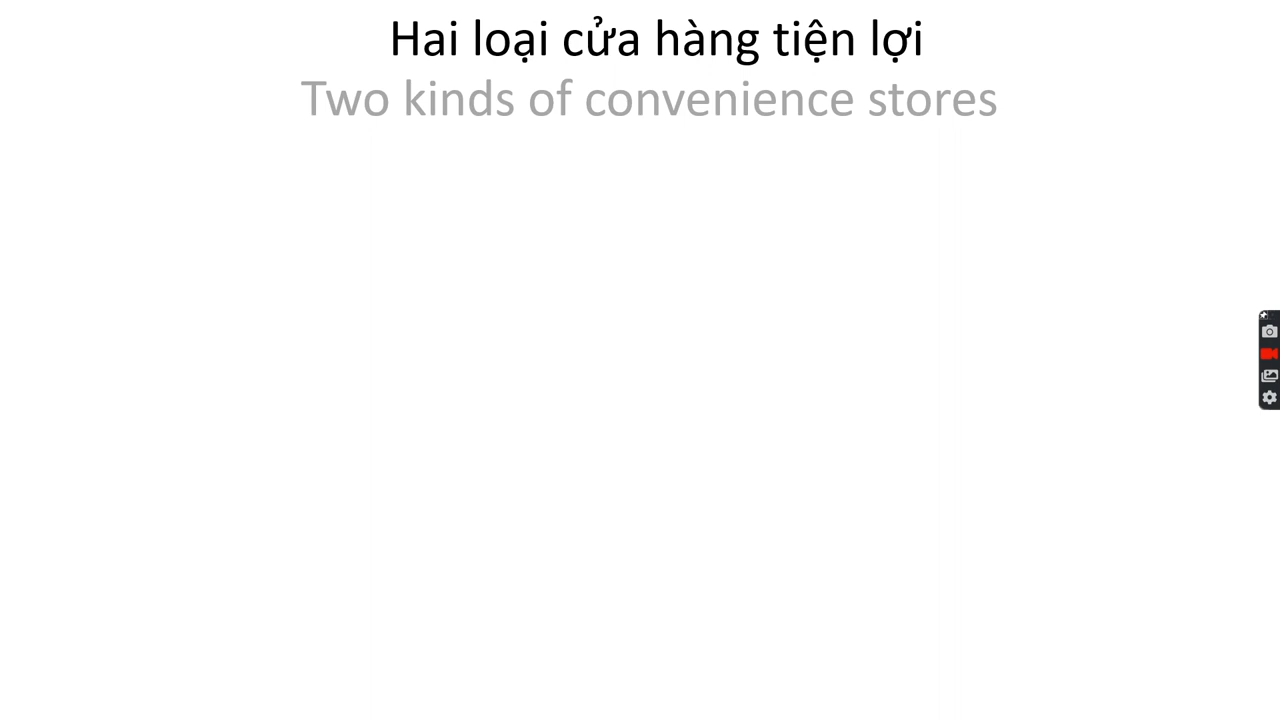 Hai loại cửa hàng tiện lợi
Two kinds of convenience stores